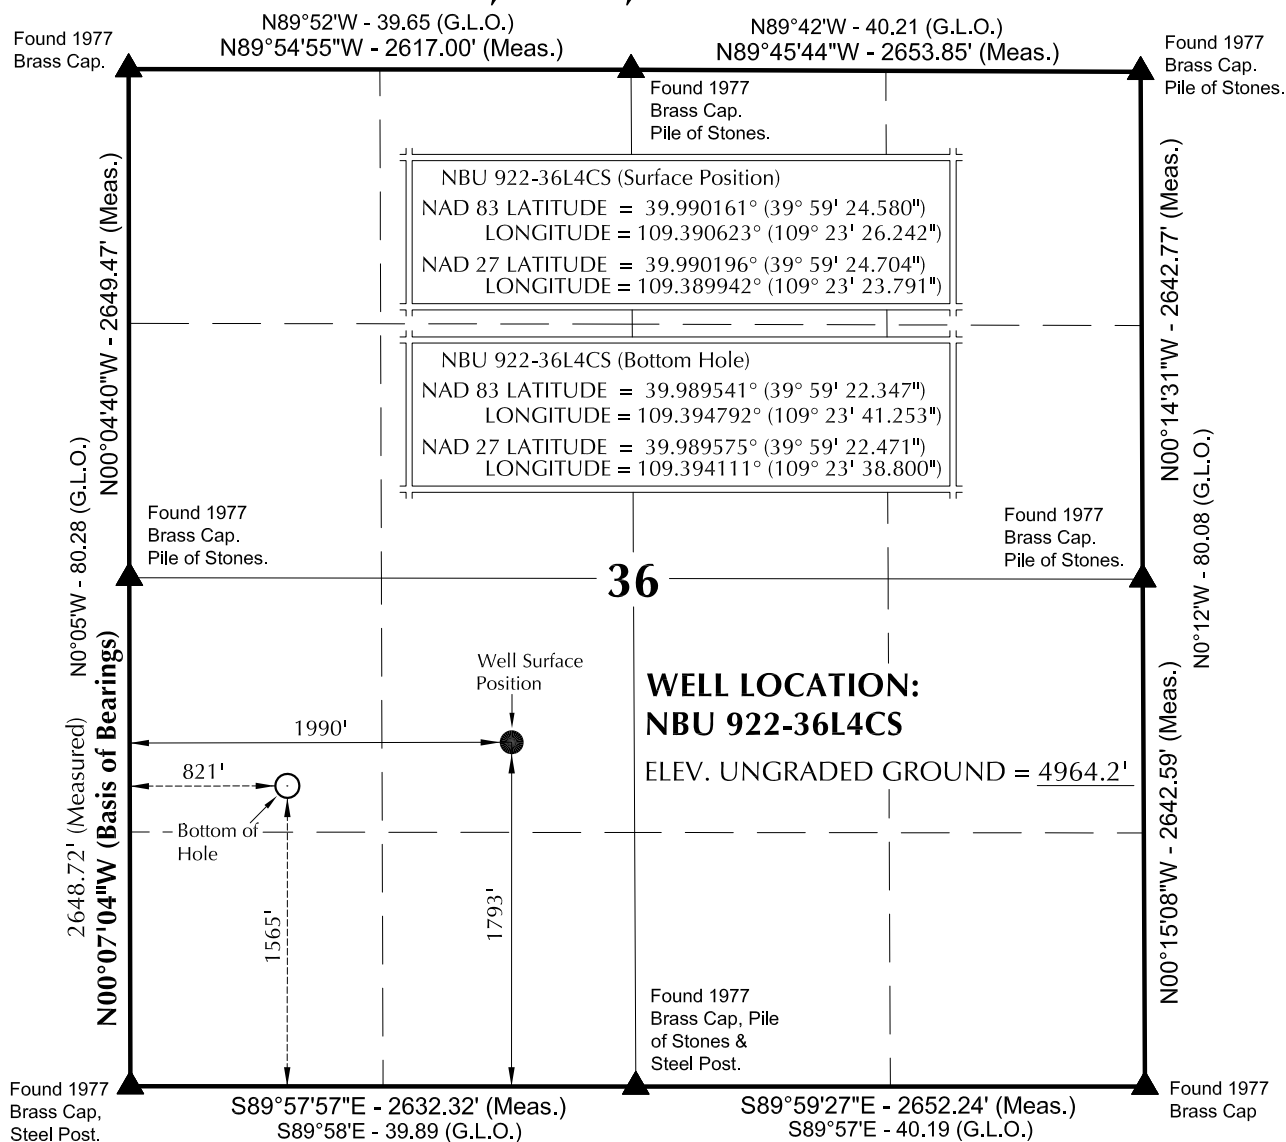 N89°52'W - 39.65 (G.L.O.)
N89°54'55"W - 2617.00' (Meas.)
N89°42'W - 40.21 (G.L.O.)
N89°45'44"W - 2653.85' (Meas.)
Found 1977
Brass Cap.
Found 1977
Brass Cap.
Pile of Stones.
Found 1977
Brass Cap.
Pile of Stones.
NBU 922-36L4CS (Surface Position)
NAD 83 LATITUDE = 39.990161° (39° 59' 24.580")
LONGITUDE = 109.390623° (109° 23' 26.242")
NAD 27 LATITUDE = 39.990196° (39° 59' 24.704")
LONGITUDE = 109.389942° (109° 23' 23.791")
NBU 922-36L4CS (Bottom Hole)
NAD 83 LATITUDE = 39.989541° (39° 59' 22.347")
LONGITUDE = 109.394792° (109° 23' 41.253")
NAD 27 LATITUDE = 39.989575° (39° 59' 22.471")
LONGITUDE = 109.394111° (109° 23' 38.800")
N00°04'40"W - 2649.47' (Meas.)
N0°05'W - 80.28 (G.L.O.)
N00°14'31"W - 2642.77' (Meas.)
N0°12'W - 80.08 (G.L.O.)
Found 1977
Brass Cap.
Pile of Stones.
Found 1977
Brass Cap.
Pile of Stones.
36
Well Surface
Position
WELL LOCATION:
NBU 922-36L4CS
ELEV. UNGRADED GROUND = 4964.2'
1990'
821'
Bottom of
Hole
1565'
1793'
2648.72' (Measured)
N00°07'04"W (Basis of Bearings)
N00°15'08"W - 2642.59' (Meas.)
Found 1977
Brass Cap, Pile
of Stones &
Steel Post.
Found 1977
Brass Cap,
Steel Post.
S89°57'57"E - 2632.32' (Meas.)
S89°58'E - 39.89 (G.L.O.)
S89°59'27"E - 2652.24' (Meas.)
S89°57'E - 40.19 (G.L.O.)
Found 1977
Brass Cap